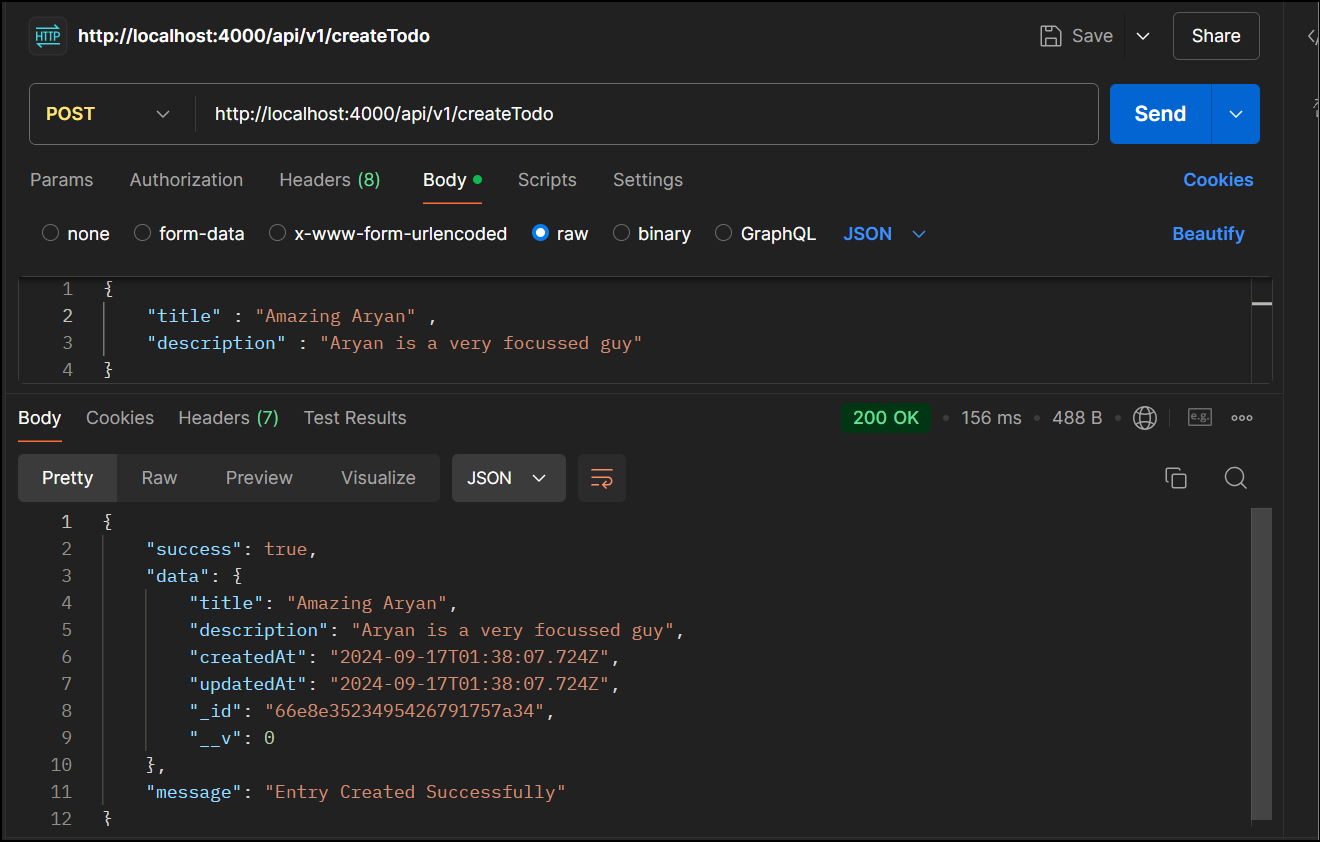 HTTP http://localhost:4000/api/v1/createTodo Save Share
POST http://localhost:4000/api/v1/createTodo Send
Params Authorization Headers (8) Body Scripts Settings Cookies
none form-data x-www-form-urlencoded raw binary GraphQL JSON Beautify
1 {
2 "title" : "Amazing Aryan" ,
3 "description" : "Aryan is a very focussed guy"
4 }
Body Cookies Headers (7) Test Results 200 OK • 156 ms • 488 B • e.g.
Pretty Raw Preview Visualize JSON
1 {
2 "success": true,
3 "data": {
4 "title": "Amazing Aryan",
5 "description": "Aryan is a very focussed guy",
6 "createdAt": "2024-09-17T01:38:07.724Z",
7 "updatedAt": "2024-09-17T01:38:07.724Z",
8 "_id": "66e8e3523495426791757a34",
9 "__v": 0
10 },
11 "message": "Entry Created Successfully"
12 }